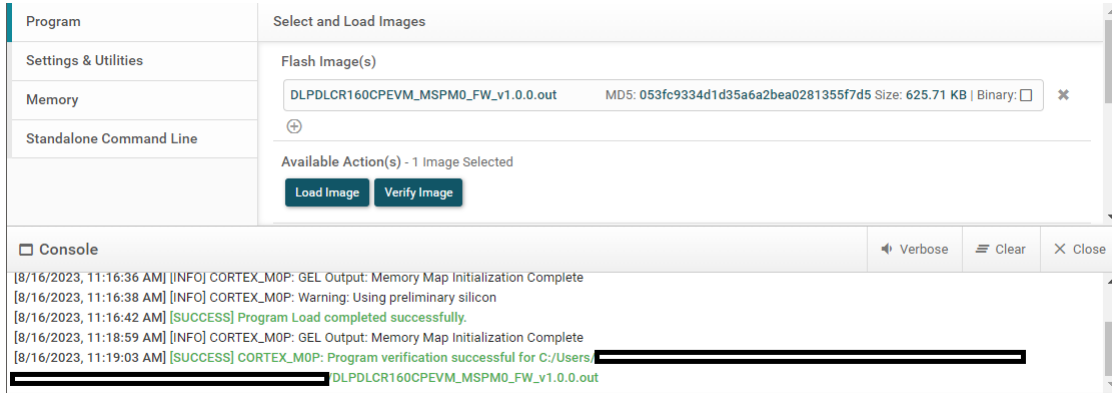 Program
Settings & Utilities
Memory
Standalone Command Line
Select and Load Images
Flash Image(s)
DLPDLCR160CPEVM_MSPM0_FW_v1.0.0.out MD5: 053fc9334d1d35a6a2bea0281355f7d5 Size: 625.71 KB | Binary:
Available Action(s) - 1 Image Selected
Load Image Verify Image
Console Verbose Clear Close
[8/16/2023, 11:16:36 AM] [INFO] CORTEX_M0P: GEL Output: Memory Map Initialization Complete
[8/16/2023, 11:16:38 AM] [INFO] CORTEX_M0P: Warning: Using preliminary silicon
[8/16/2023, 11:16:42 AM] [SUCCESS] Program Load completed successfully.
[8/16/2023, 11:18:59 AM] [INFO] CORTEX_M0P: GEL Output: Memory Map Initialization Complete
[8/16/2023, 11:19:03 AM] [SUCCESS] CORTEX_M0P: Program verification successful for C:/Users/
/DLPDLCR160CPEVM_MSPM0_FW_v1.0.0.out